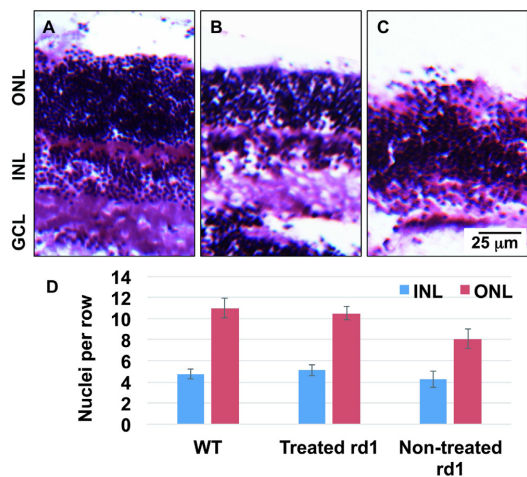 A
B
C
ONL
INL
GCL
25 μm
D
INL
ONL
Nuclei per row
14
12
10
8
6
4
2
0
WT
Treated rd1
Non-treated
rd1